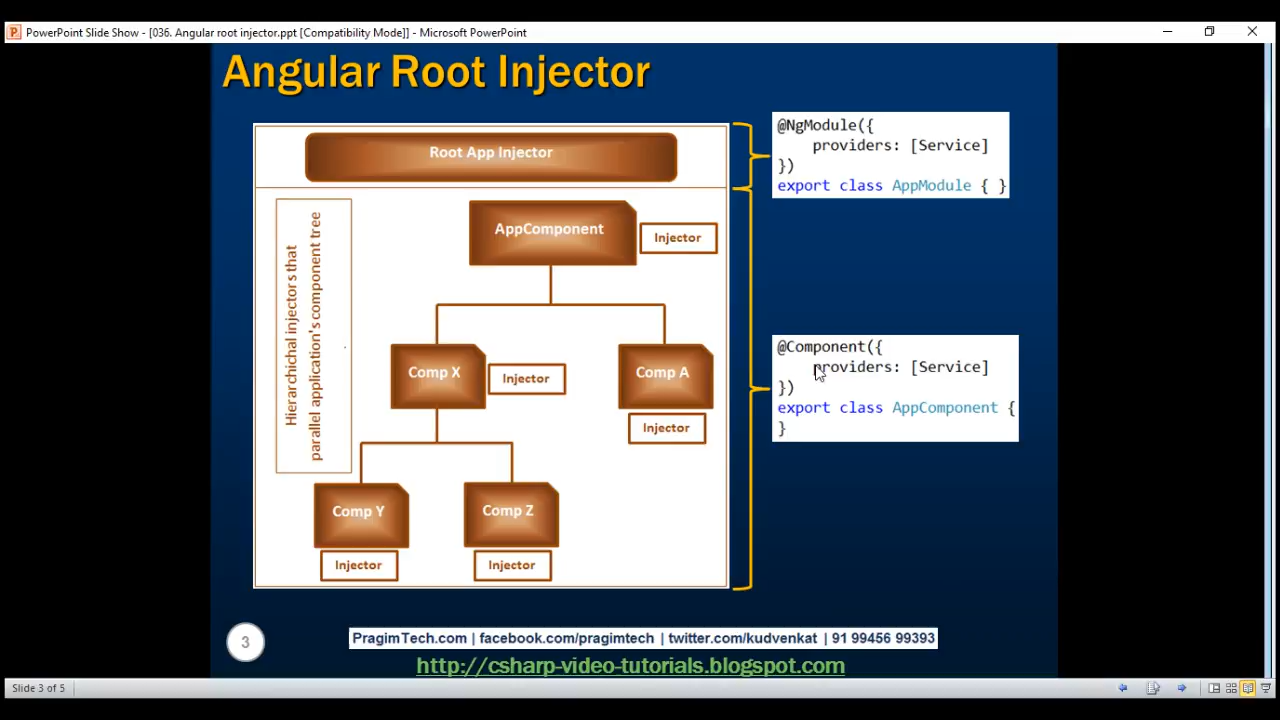 PowerPoint Slide Show - [036. Angular root injector.ppt [Compatibility Mode]] - Microsoft PowerPoint
Angular Root Injector
Root App Injector
@NgModule({
providers: [Service]
})
export class AppModule { }
Hierarchichal injectors that
parallel application's component tree
AppComponent
Injector
Comp X
Injector
Comp A
Injector
Comp Y
Injector
Comp Z
Injector
@Component({
providers: [Service]
})
export class AppComponent {
}
3
PragimTech.com | facebook.com/pragimtech | twitter.com/kudvenkat | 91 99456 99393
http://csharp-video-tutorials.blogspot.com
Slide 3 of 5